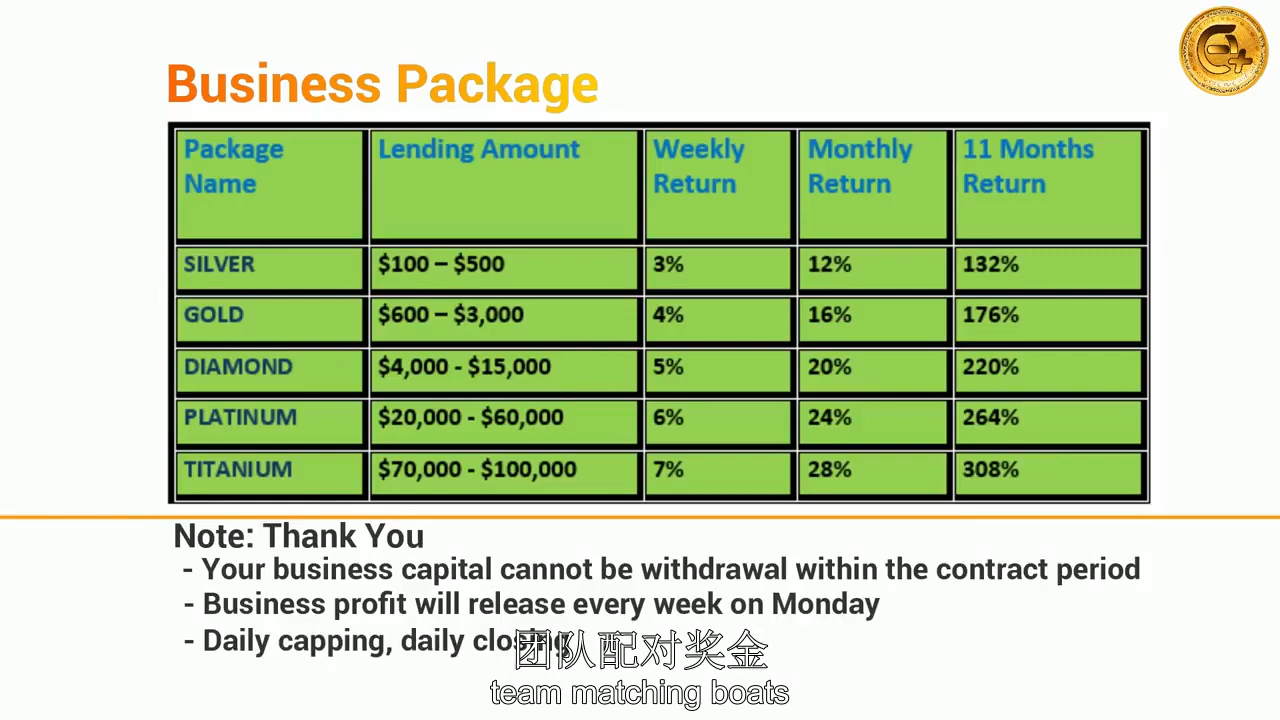 Business Package
Package Name | Lending Amount | Weekly Return | Monthly Return | 11 Months Return
SILVER | $100 – $500 | 3% | 12% | 132%
GOLD | $600 – $3,000 | 4% | 16% | 176%
DIAMOND | $4,000 - $15,000 | 5% | 20% | 220%
PLATINUM | $20,000 - $60,000 | 6% | 24% | 264%
TITANIUM | $70,000 - $100,000 | 7% | 28% | 308%
Note: Thank You
- Your business capital cannot be withdrawal within the contract period
- Business profit will release every week on Monday
- Daily capping, daily closing
团队配对奖金
team matching boats